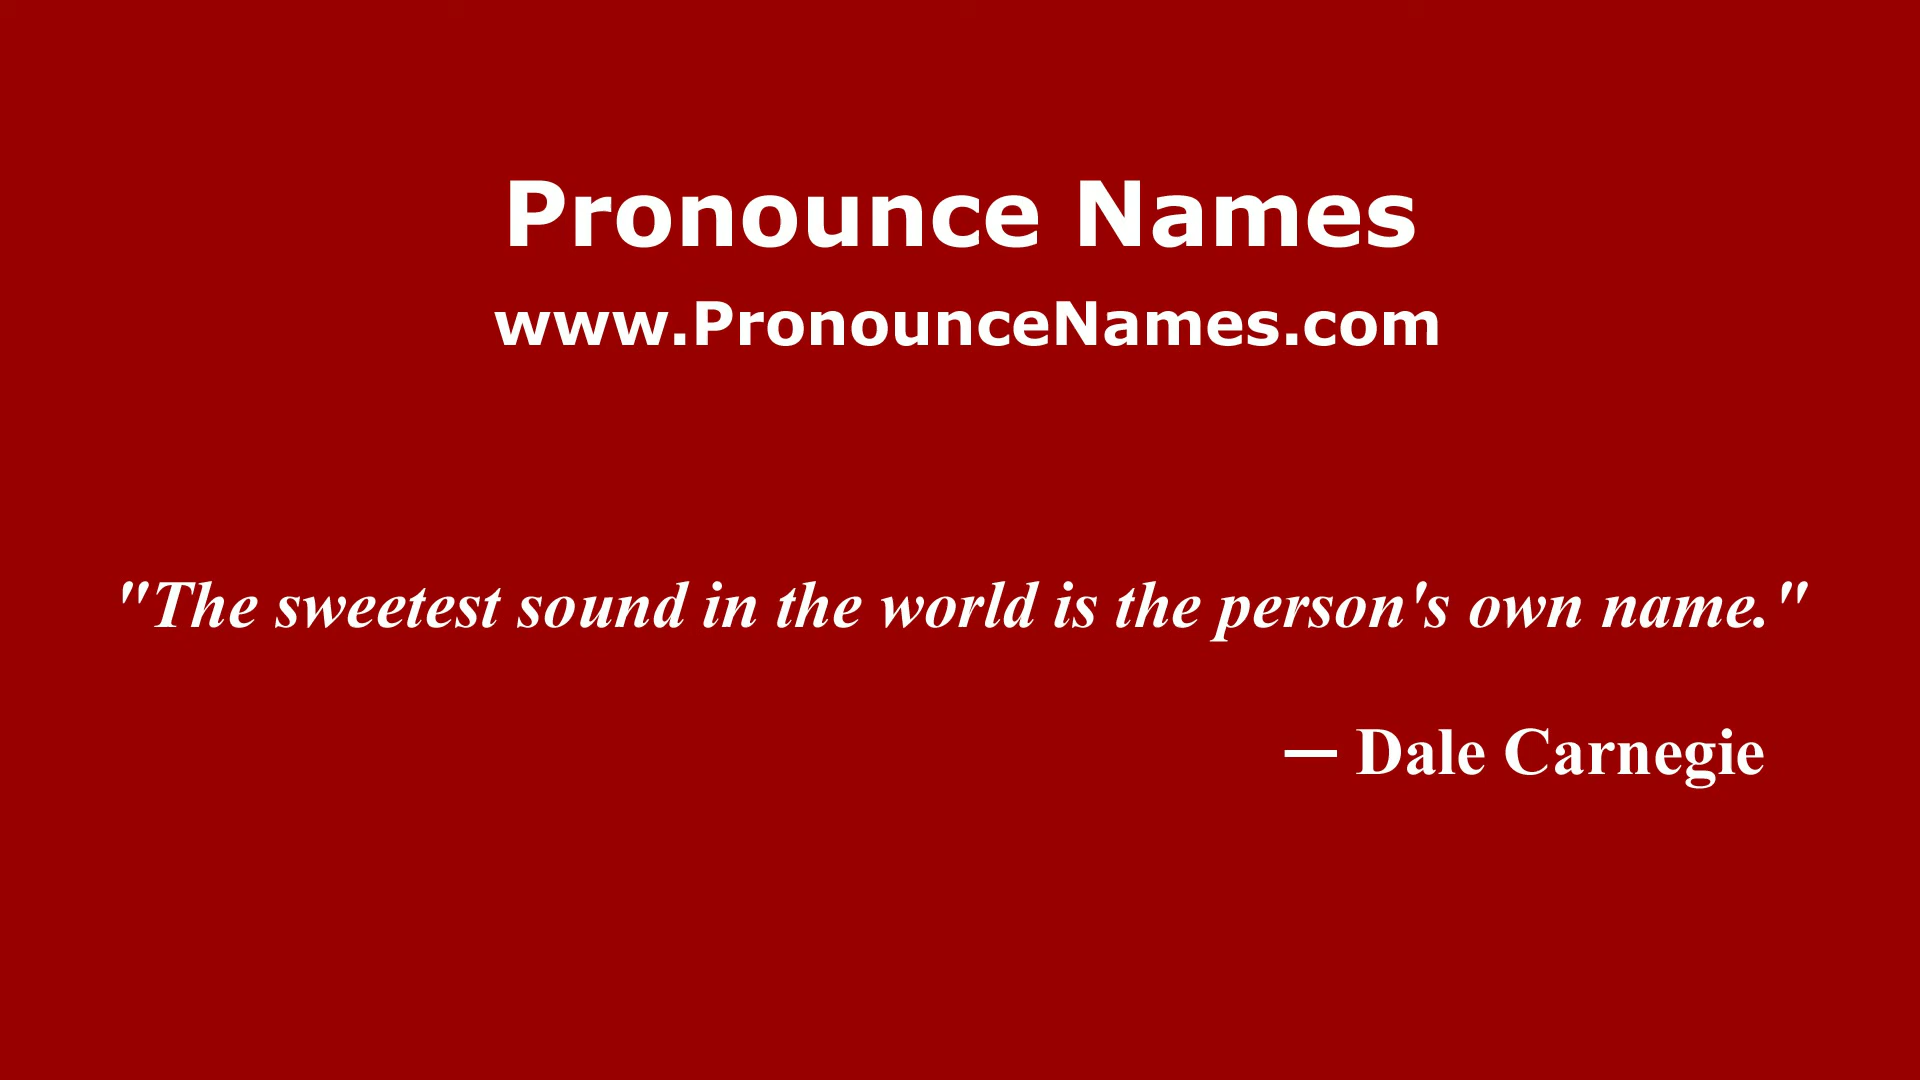 Pronounce Names
www.PronounceNames.com
"The sweetest sound in the world is the person's own name."
— Dale Carnegie